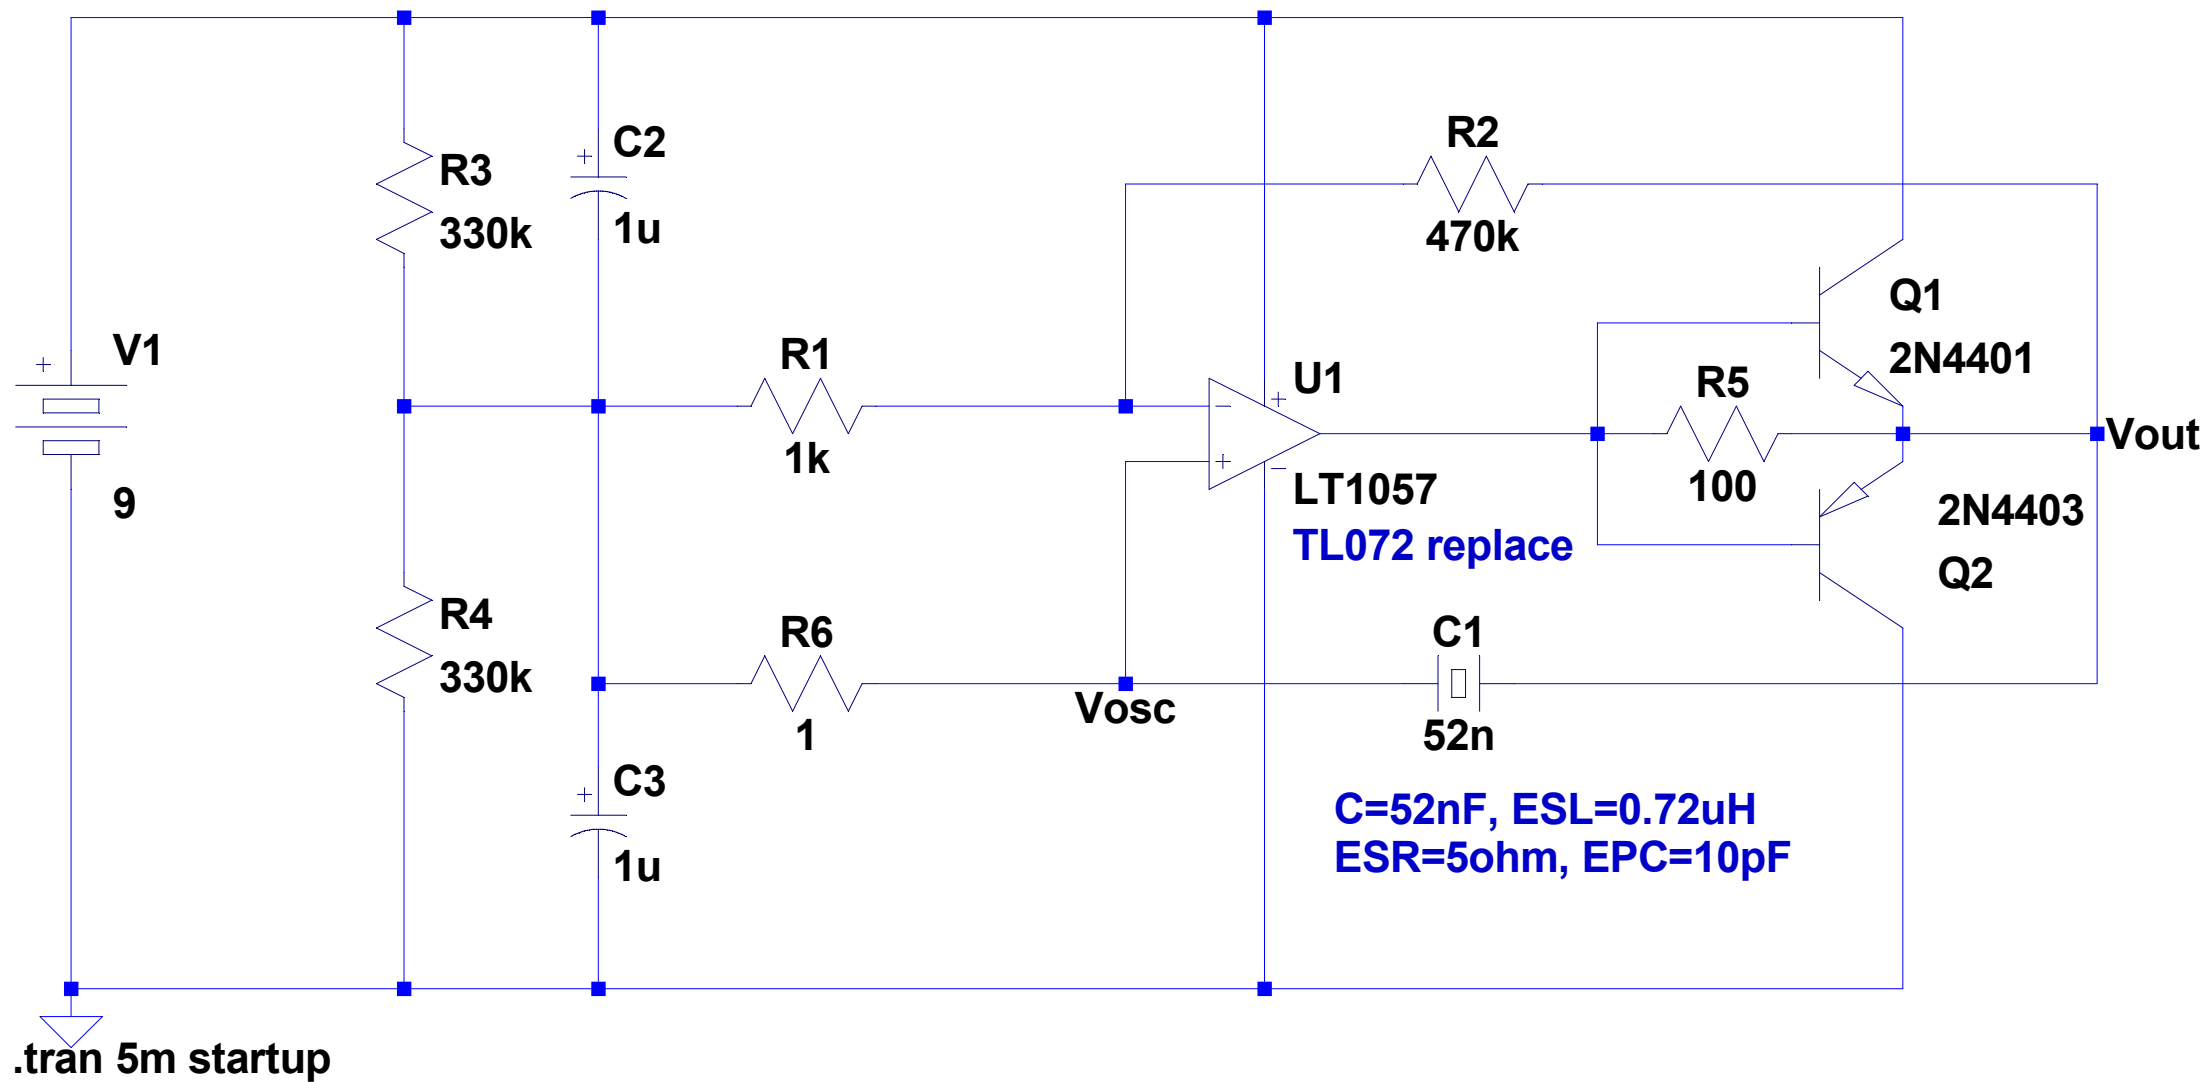 C2
R2
R3
1u
330k
470k
Q1
V1
R1
U1
2N4401
R5
1k
LT1057
100
9
2N4403
TL072 replace
Q2
R4
R6
C1
330k
Vosc
1
52n
Vout
C3
C=52nF, ESL=0.72uH
1u
ESR=5ohm, EPC=10pF
.tran 5m startup